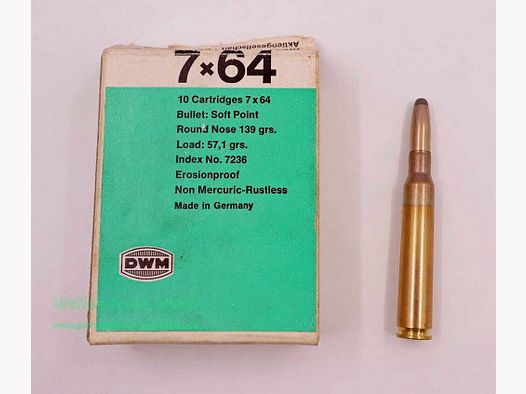 Aktiengesellschaft
7×64
10 Cartridges 7 x 64
Bullet: Soft Point
Round Nose 139 grs.
Load: 57,1 grs.
Index No. 7236
Erosionproof
Non Mercuric-Rustless
Made in Germany
DWM